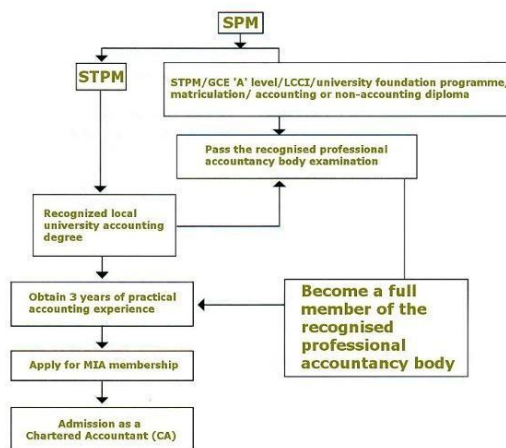 SPM
STPM
STPM/GCE 'A' level/LCCI/university foundation programme/
matriculation/ accounting or non-accounting diploma
Pass the recognised professional
accountancy body examination
Recognized local
university accounting
degree
Obtain 3 years of practical
accounting experience
Become a full
member of the
recognised
professional
accountancy body
Apply for MIA membership
Admission as a
Chartered Accountant (CA)